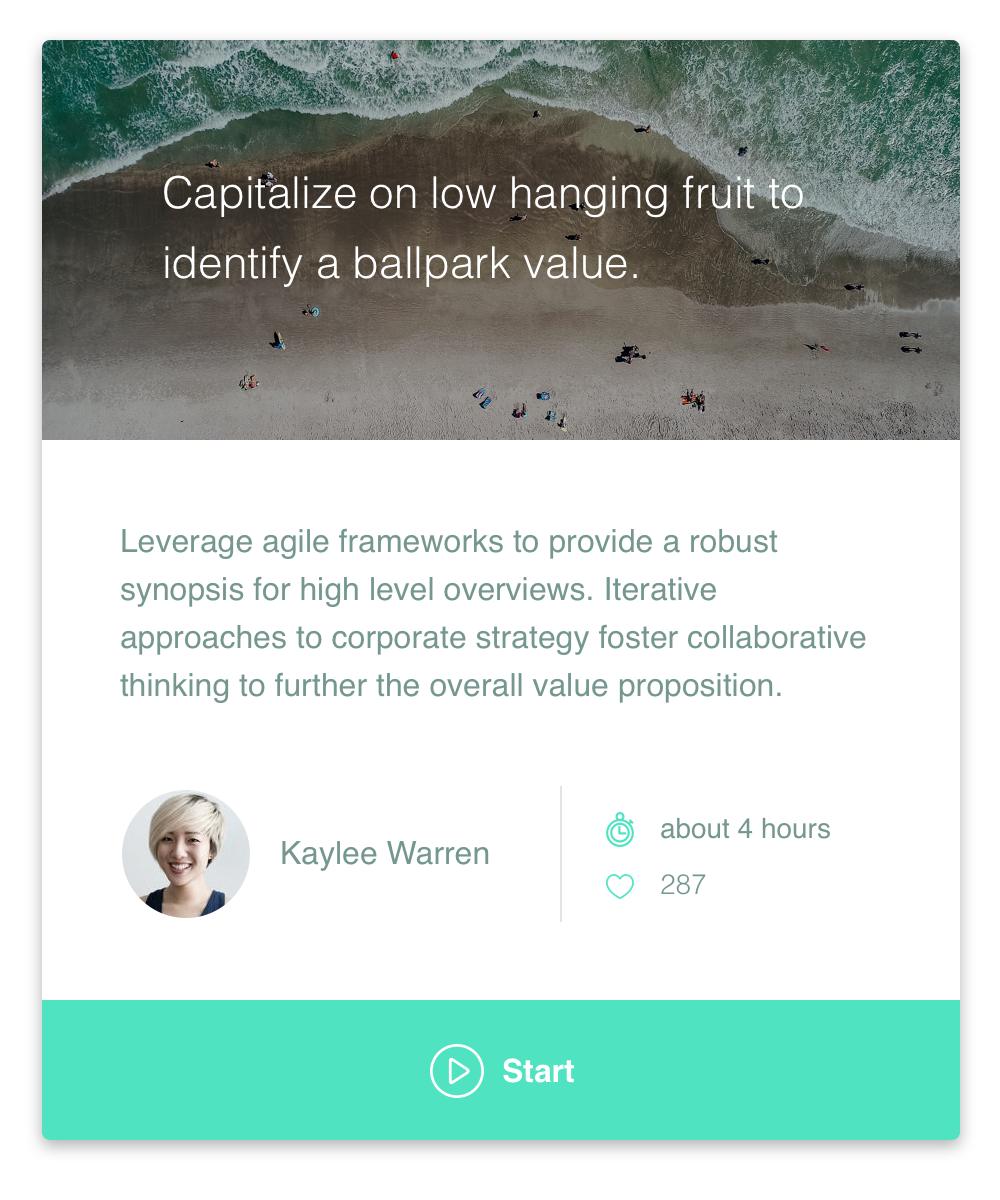 Capitalize on low hanging fruit to
identify a ballpark value.
Leverage agile frameworks to provide a robust
synopsis for high level overviews. Iterative
approaches to corporate strategy foster collaborative
thinking to further the overall value proposition.
Kaylee Warren
about 4 hours
287
Start